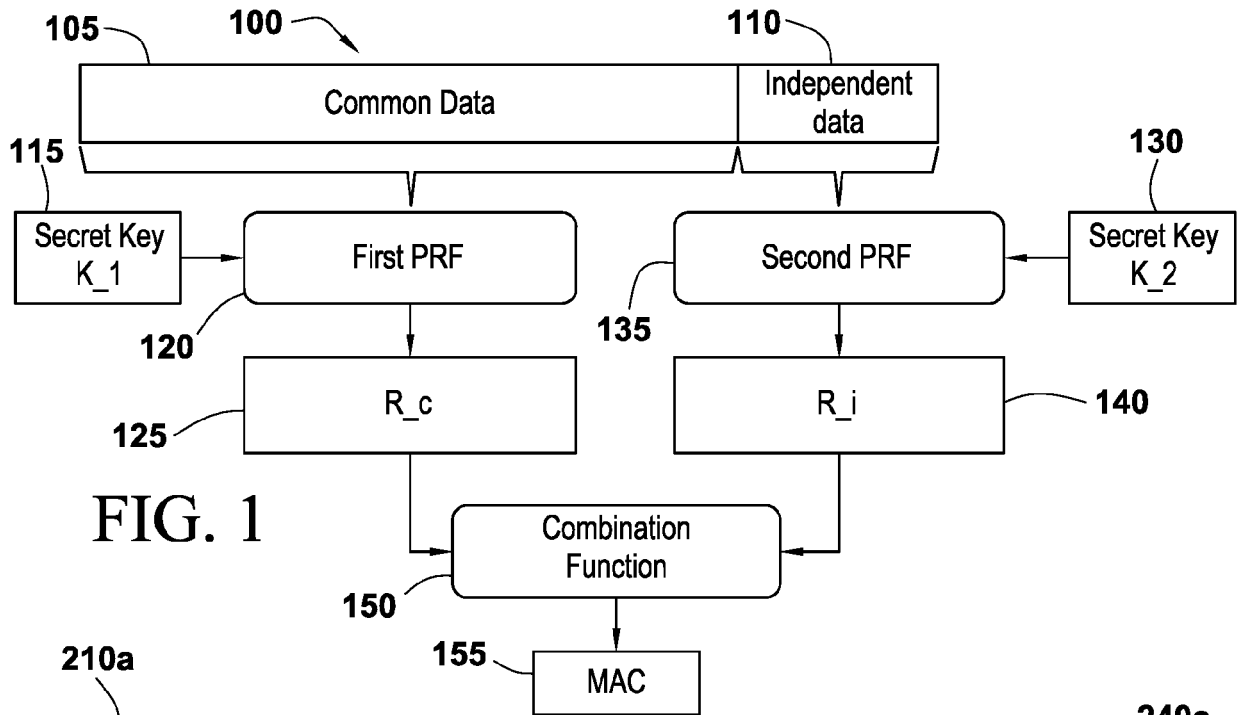 105
100
110
Common Data
Independent
data
115
130
Secret Key
K_1
First PRF
Second PRF
Secret Key
K_2
120
135
R_c
R_i
125
140
FIG. 1
Combination
Function
150
155
MAC
210a